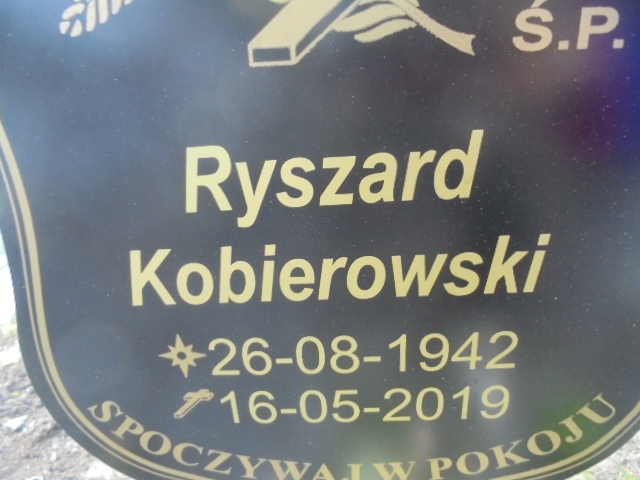 Ś.P.
Ryszard
Kobierowski
26-08-1942
16-05-2019
SPOCZYWAJ W POKOJU